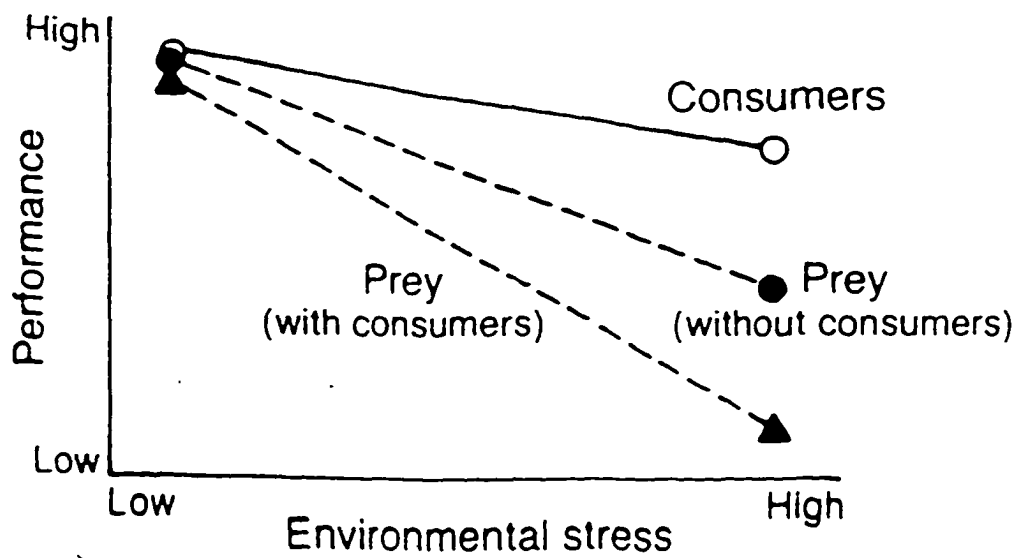 High
Consumers
Performance
Prey
(with consumers)
Prey
(without consumers)
Low
Low
High
Environmental stress